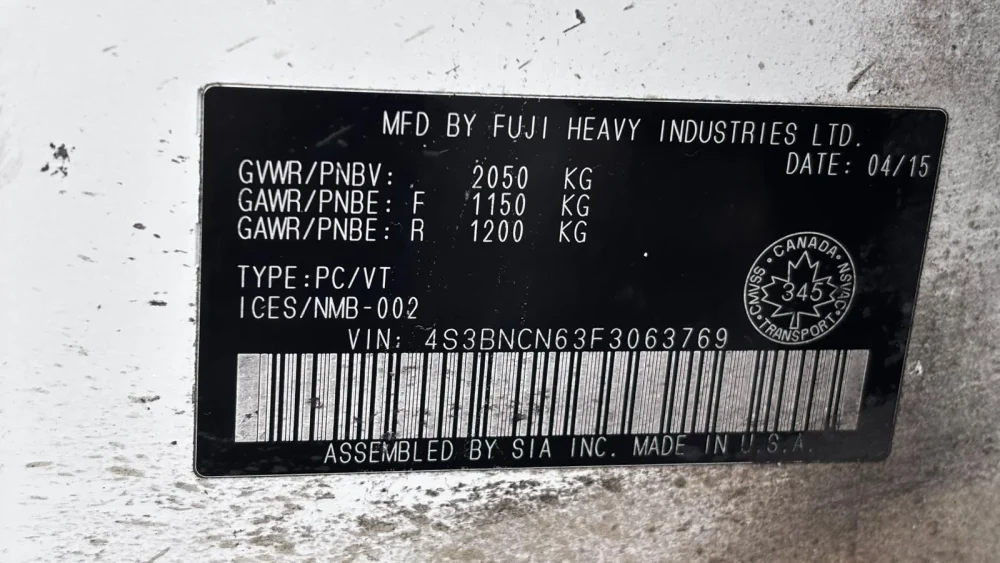 MFD BY FUJI HEAVY INDUSTRIES LTD.
DATE: 04/15
GVWR/PNBV: 2050 KG
GAWR/PNBE: F 1150 KG
GAWR/PNBE: R 1200 KG
TYPE:PC/VT
ICES/NMB-002
CANADA
NSVAC
TRANSPORT
CMVSS
345
VIN: 4S3BNCN63F3063769
ASSEMBLED BY SIA INC. MADE IN U.S.A.